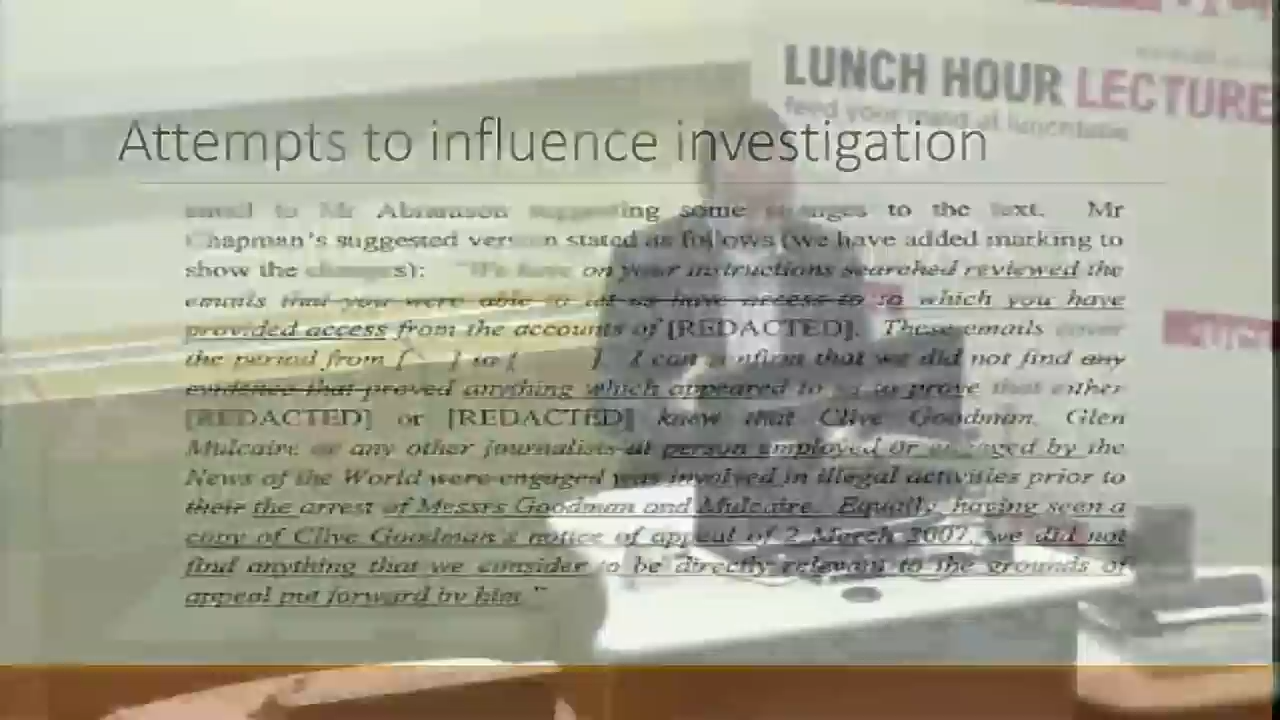 LUNCH HOUR LECTURE
feed your mind at lunchtime
Attempts to influence investigation
email to Mr Abramson suggesting some changes to the text. Mr
Chapman's suggested version stated as follows (we have added marking to
show the changes): "We have on your instructions searched reviewed the
emails that you were able to let us have access to to which you have
provided access from the accounts of [REDACTED]. These emails cover
the period from [ ] to [ ]. I can confirm that we did not find any
evidence that proved anything which appeared to us to prove that either
[REDACTED] or [REDACTED] knew that Clive Goodman, Glen
Mulcaire or any other journalists at person employed or engaged by the
News of the World were engaged was involved in illegal activities prior to
their the arrest of Messrs Goodman and Mulcaire. Equally, having seen a
copy of Clive Goodman's notice of appeal of 2 March 2007, we did not
find anything that we consider to be directly relevant to the grounds of
appeal put forward by him."